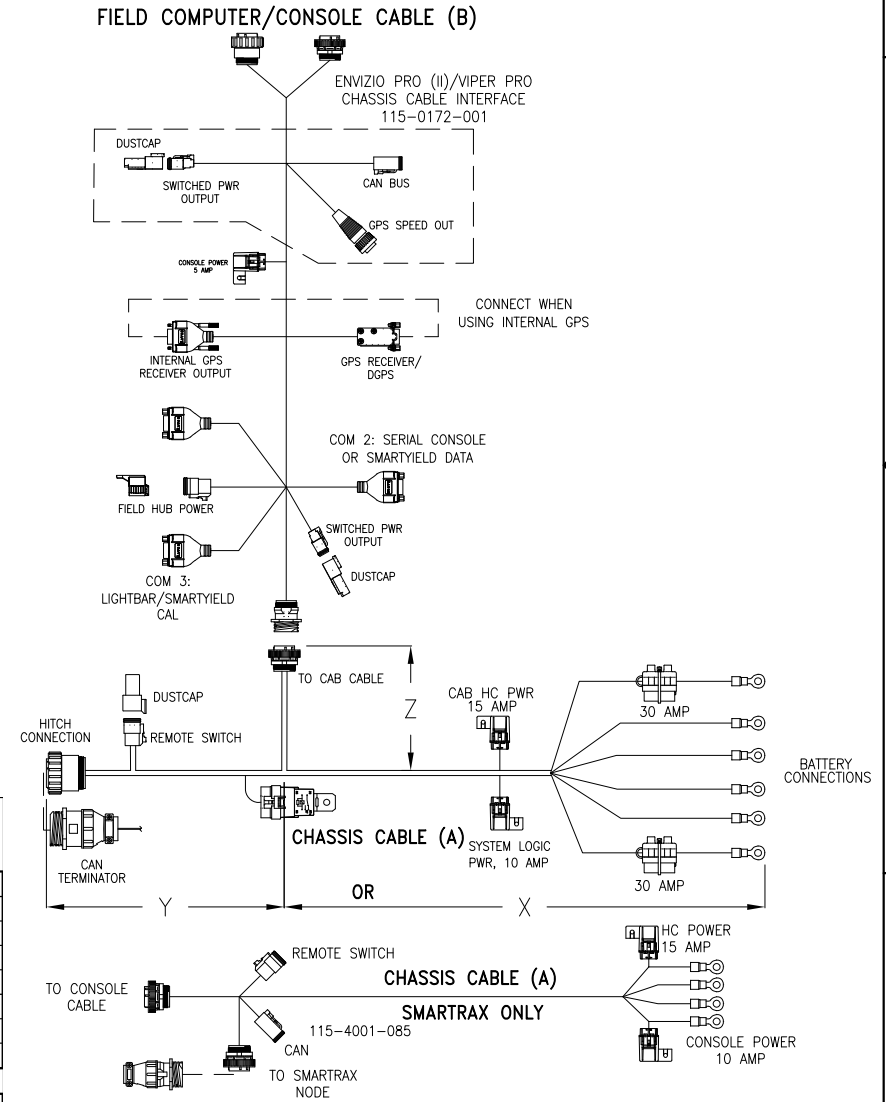 FIELD COMPUTER/CONSOLE CABLE (B)
ENVIZIO PRO (II)/VIPER PRO
CHASSIS CABLE INTERFACE
115-0172-001
DUSTCAP
SWITCHED PWR
OUTPUT
CAN BUS
GPS SPEED OUT
CONSOLE POWER
5 AMP
CONNECT WHEN
USING INTERNAL GPS
INTERNAL GPS
RECEIVER OUTPUT
GPS RECEIVER/
DGPS
COM 2: SERIAL CONSOLE
OR SMARTYIELD DATA
FIELD HUB POWER
SWITCHED PWR
OUTPUT
DUSTCAP
COM 3:
LIGHTBAR/SMARTYIELD
CAL
TO CAB CABLE
Z
DUSTCAP
CAB HC PWR
15 AMP
30 AMP
HITCH
CONNECTION
REMOTE SWITCH
BATTERY
CONNECTIONS
CHASSIS CABLE (A)
SYSTEM LOGIC
PWR, 10 AMP
CAN
TERMINATOR
30 AMP
OR
Y
X
HC POWER
15 AMP
REMOTE SWITCH
TO CONSOLE
CABLE
CHASSIS CABLE (A)
SMARTRAX ONLY
115-4001-085
CAN
CONSOLE POWER
10 AMP
TO SMARTRAX
NODE